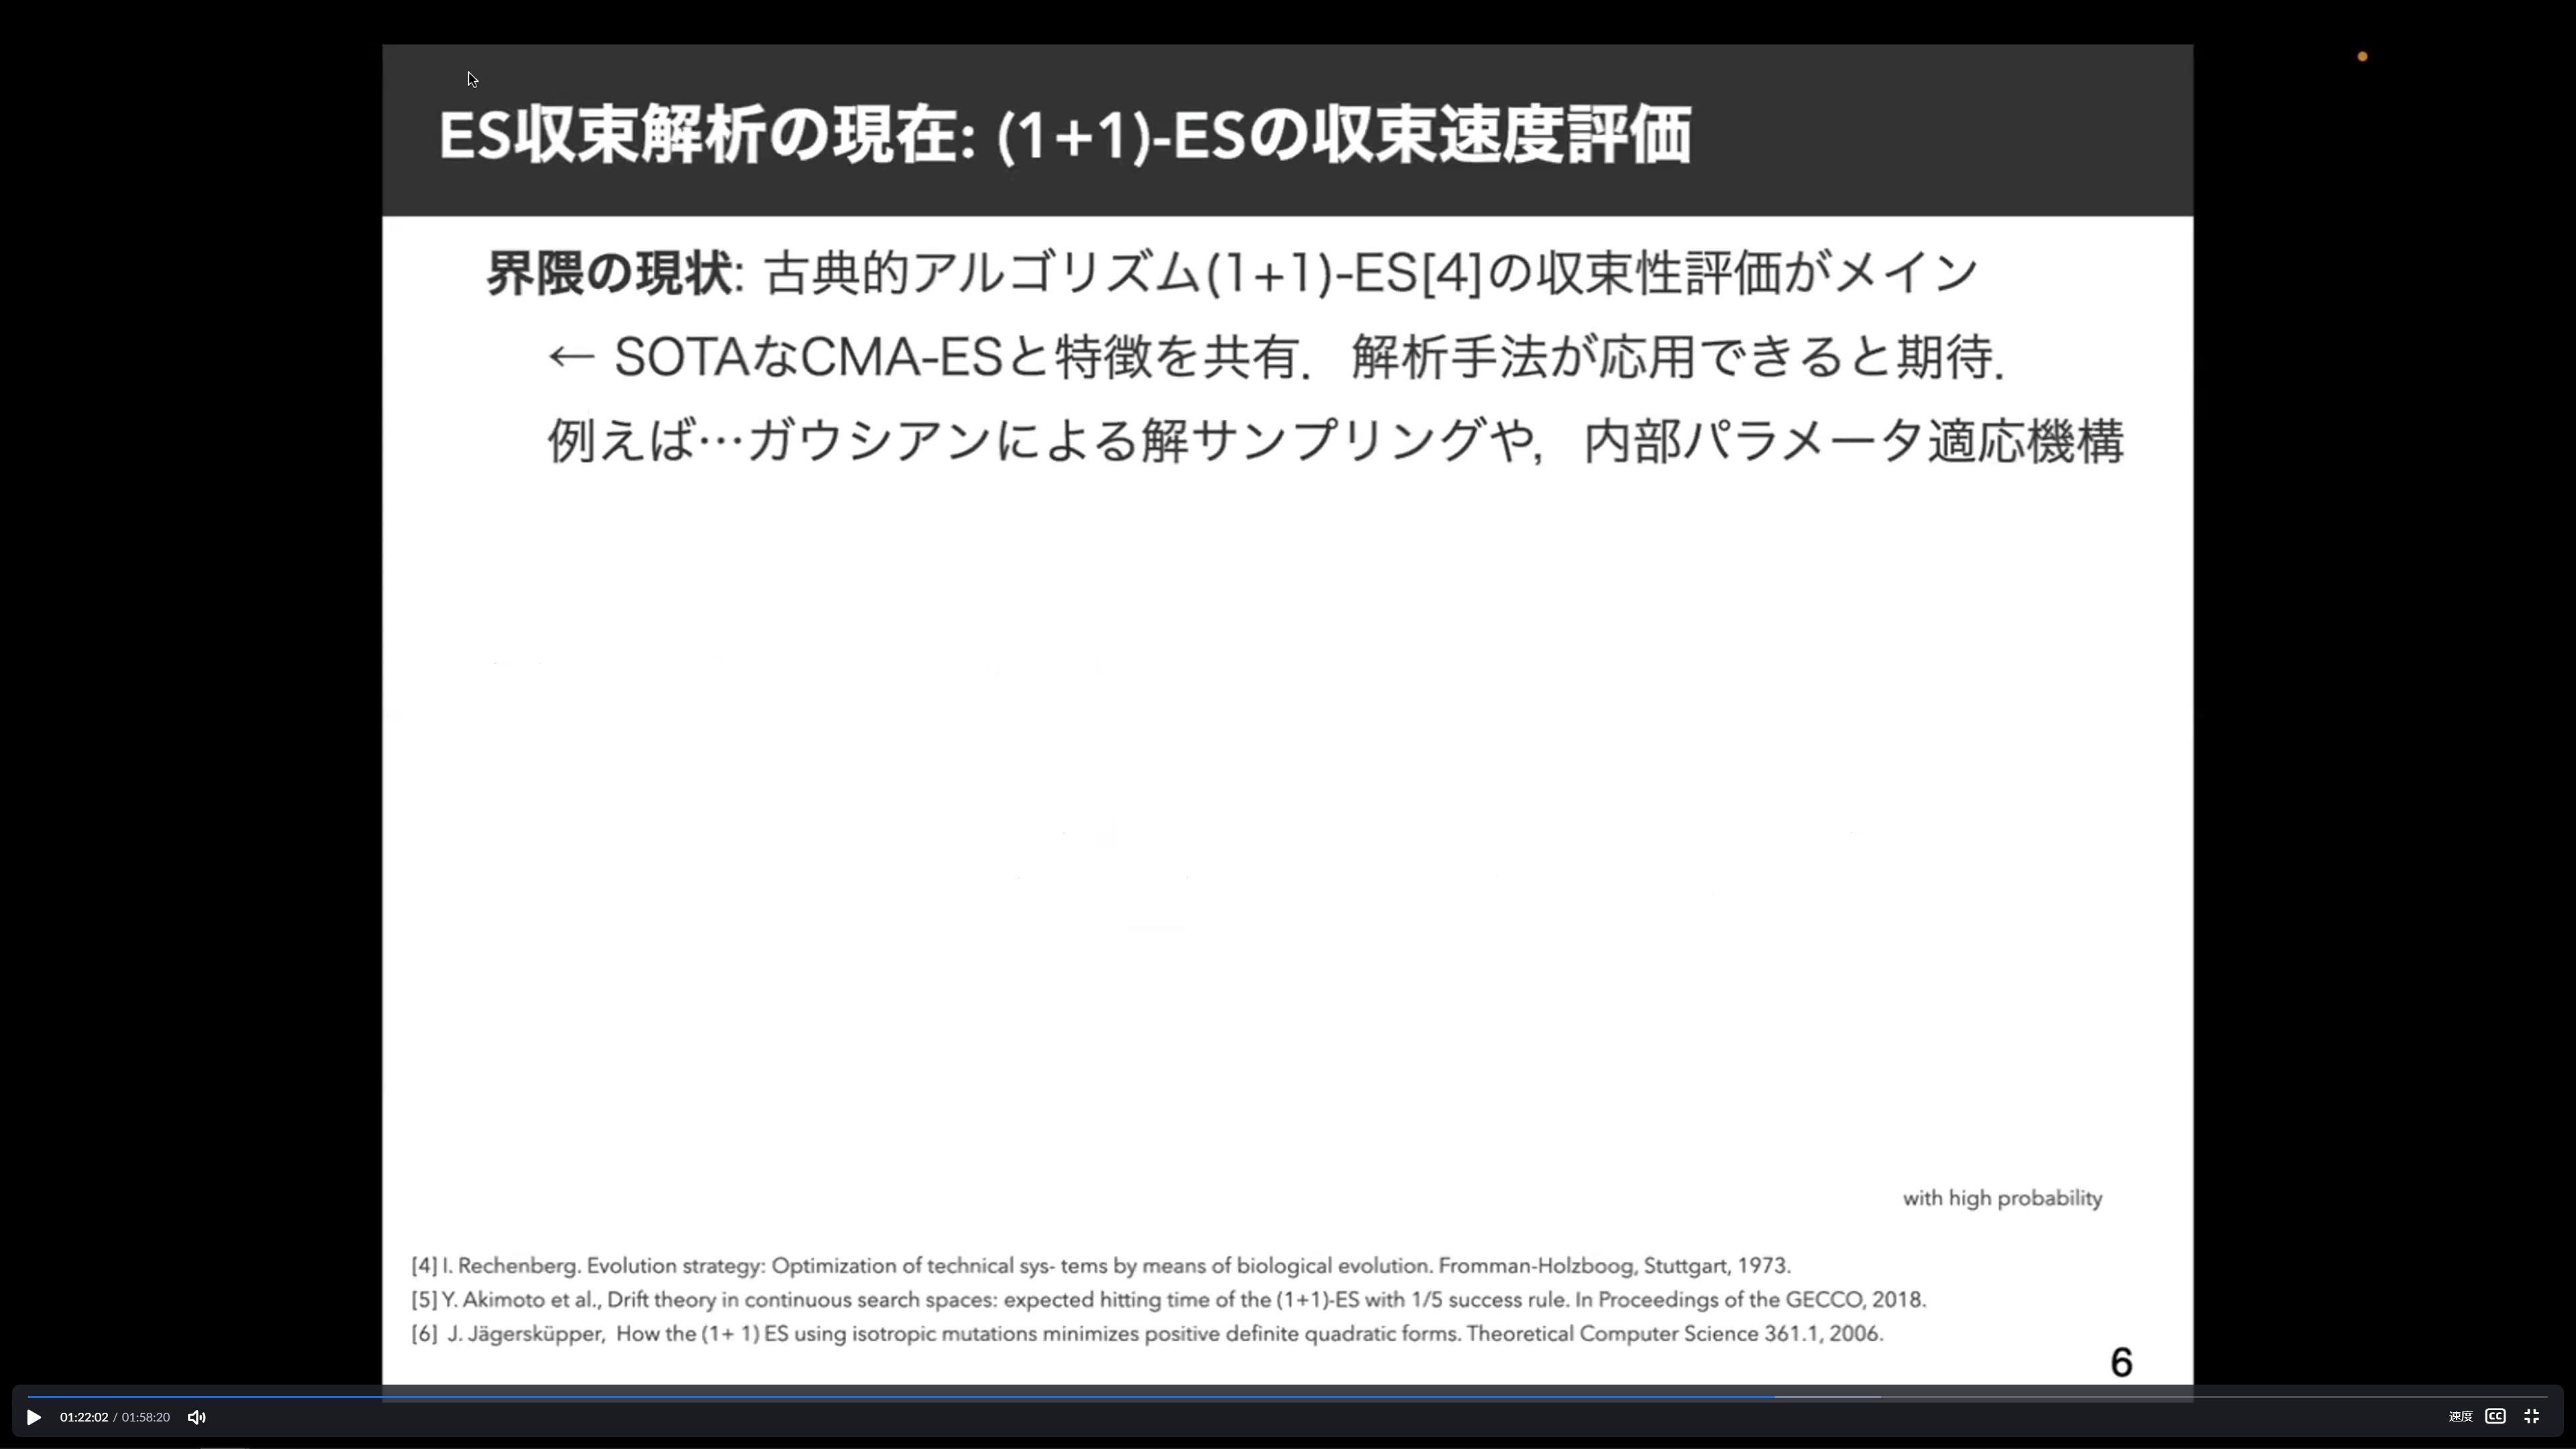 ES収束解析の現在: (1+1)-ESの収束速度評価
界隈の現状: 古典的アルゴリズム(1+1)-ES[4]の収束性評価がメイン
← SOTAなCMA-ESと特徴を共有．解析手法が応用できると期待．
例えば…ガウシアンによる解サンプリングや，内部パラメータ適応機構
with high probability
[4] I. Rechenberg. Evolution strategy: Optimization of technical sys- tems by means of biological evolution. Fromman-Holzboog, Stuttgart, 1973.
[5] Y. Akimoto et al., Drift theory in continuous search spaces: expected hitting time of the (1+1)-ES with 1/5 success rule. In Proceedings of the GECCO, 2018.
[6] J. Jägersküpper, How the (1+ 1) ES using isotropic mutations minimizes positive definite quadratic forms. Theoretical Computer Science 361.1, 2006.
6
01:22:02 / 01:58:20
速度 CC